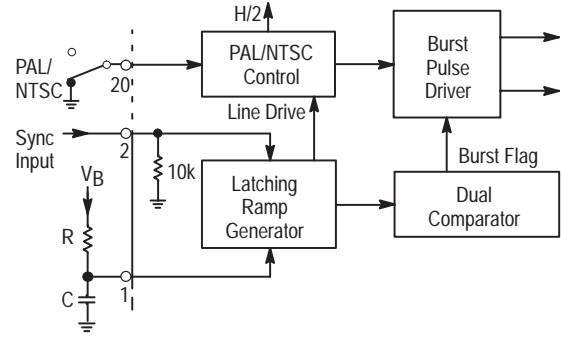 H/2
PAL/
NTSC
20
PAL/NTSC
Control
Burst
Pulse
Driver
Line Drive
Sync
Input
2
10k
Burst Flag
VB
R
C
1
Latching
Ramp
Generator
Dual
Comparator